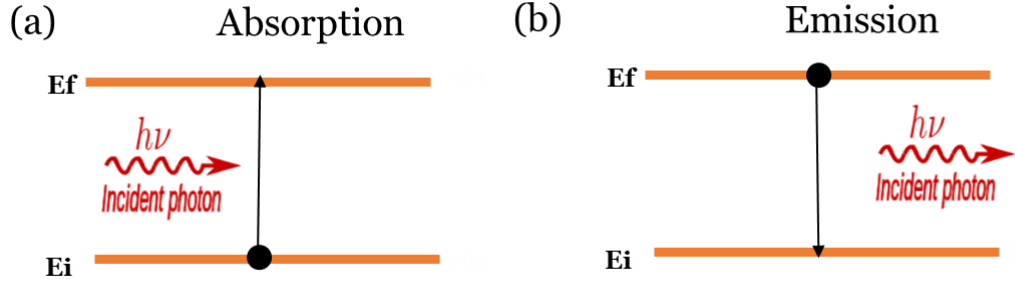 (a)
Absorption
Ef
hν
Incident photon
Ei
(b)
Emission
Ef
hν
Incident photon
Ei